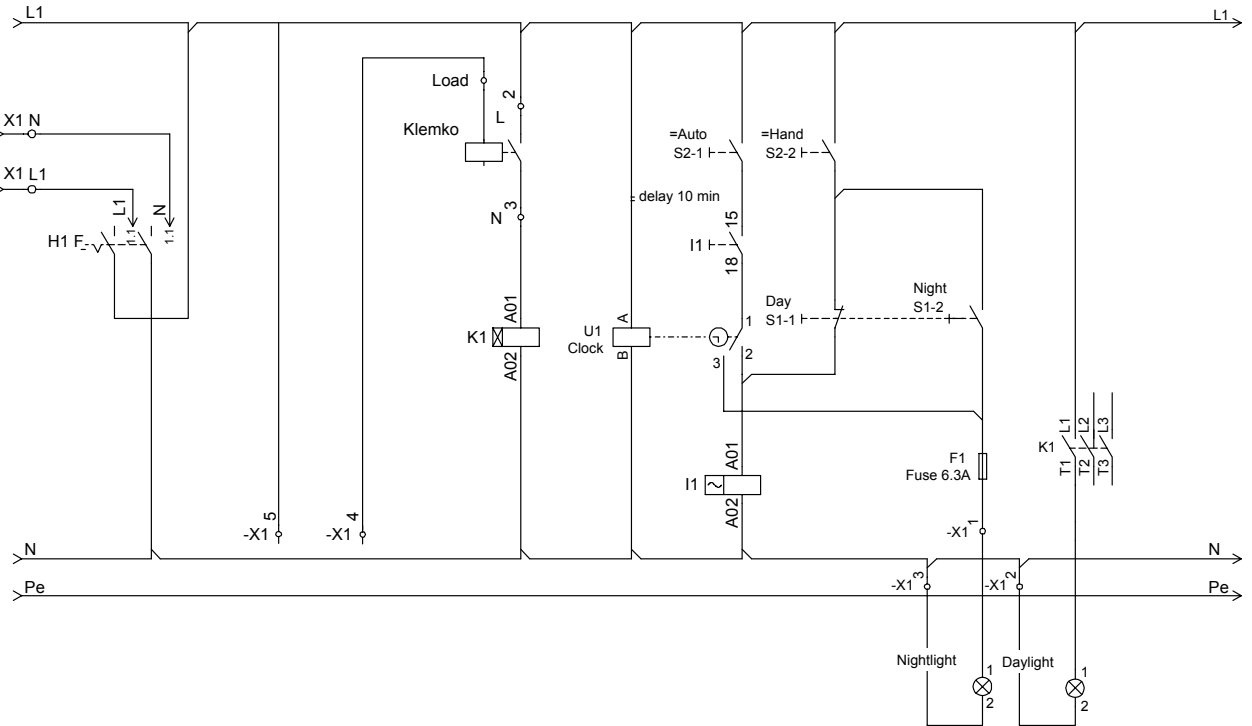 L1
L1
X1 N
X1 L1
L1
N
1.1
1.1
H1 F
Load
Klemko
L
2
N
3
=Auto
S2-1
=Hand
S2-2
delay 10 min
15
I1
18
A01
K1
A02
A
U1
Clock
B
Day
S1-1
Night
S1-2
1
3
2
L1
L2
L3
K1
T1
T2
T3
F1
Fuse 6.3A
A01
I1
A02
5
-X1
4
-X1
1
-X1
N
N
3
-X1
2
-X1
Pe
Pe
Nightlight
1
2
Daylight
1
2